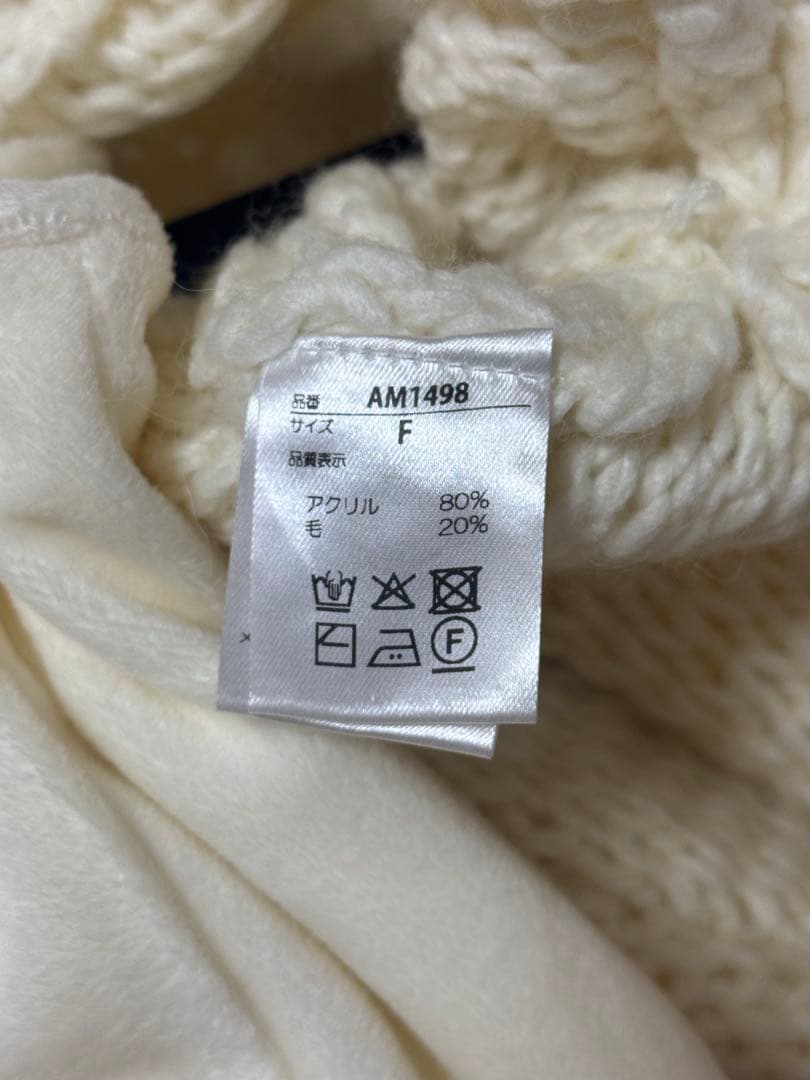 品番 AM1498
サイズ F
品質表示
アクリル 80%
毛 20%
F